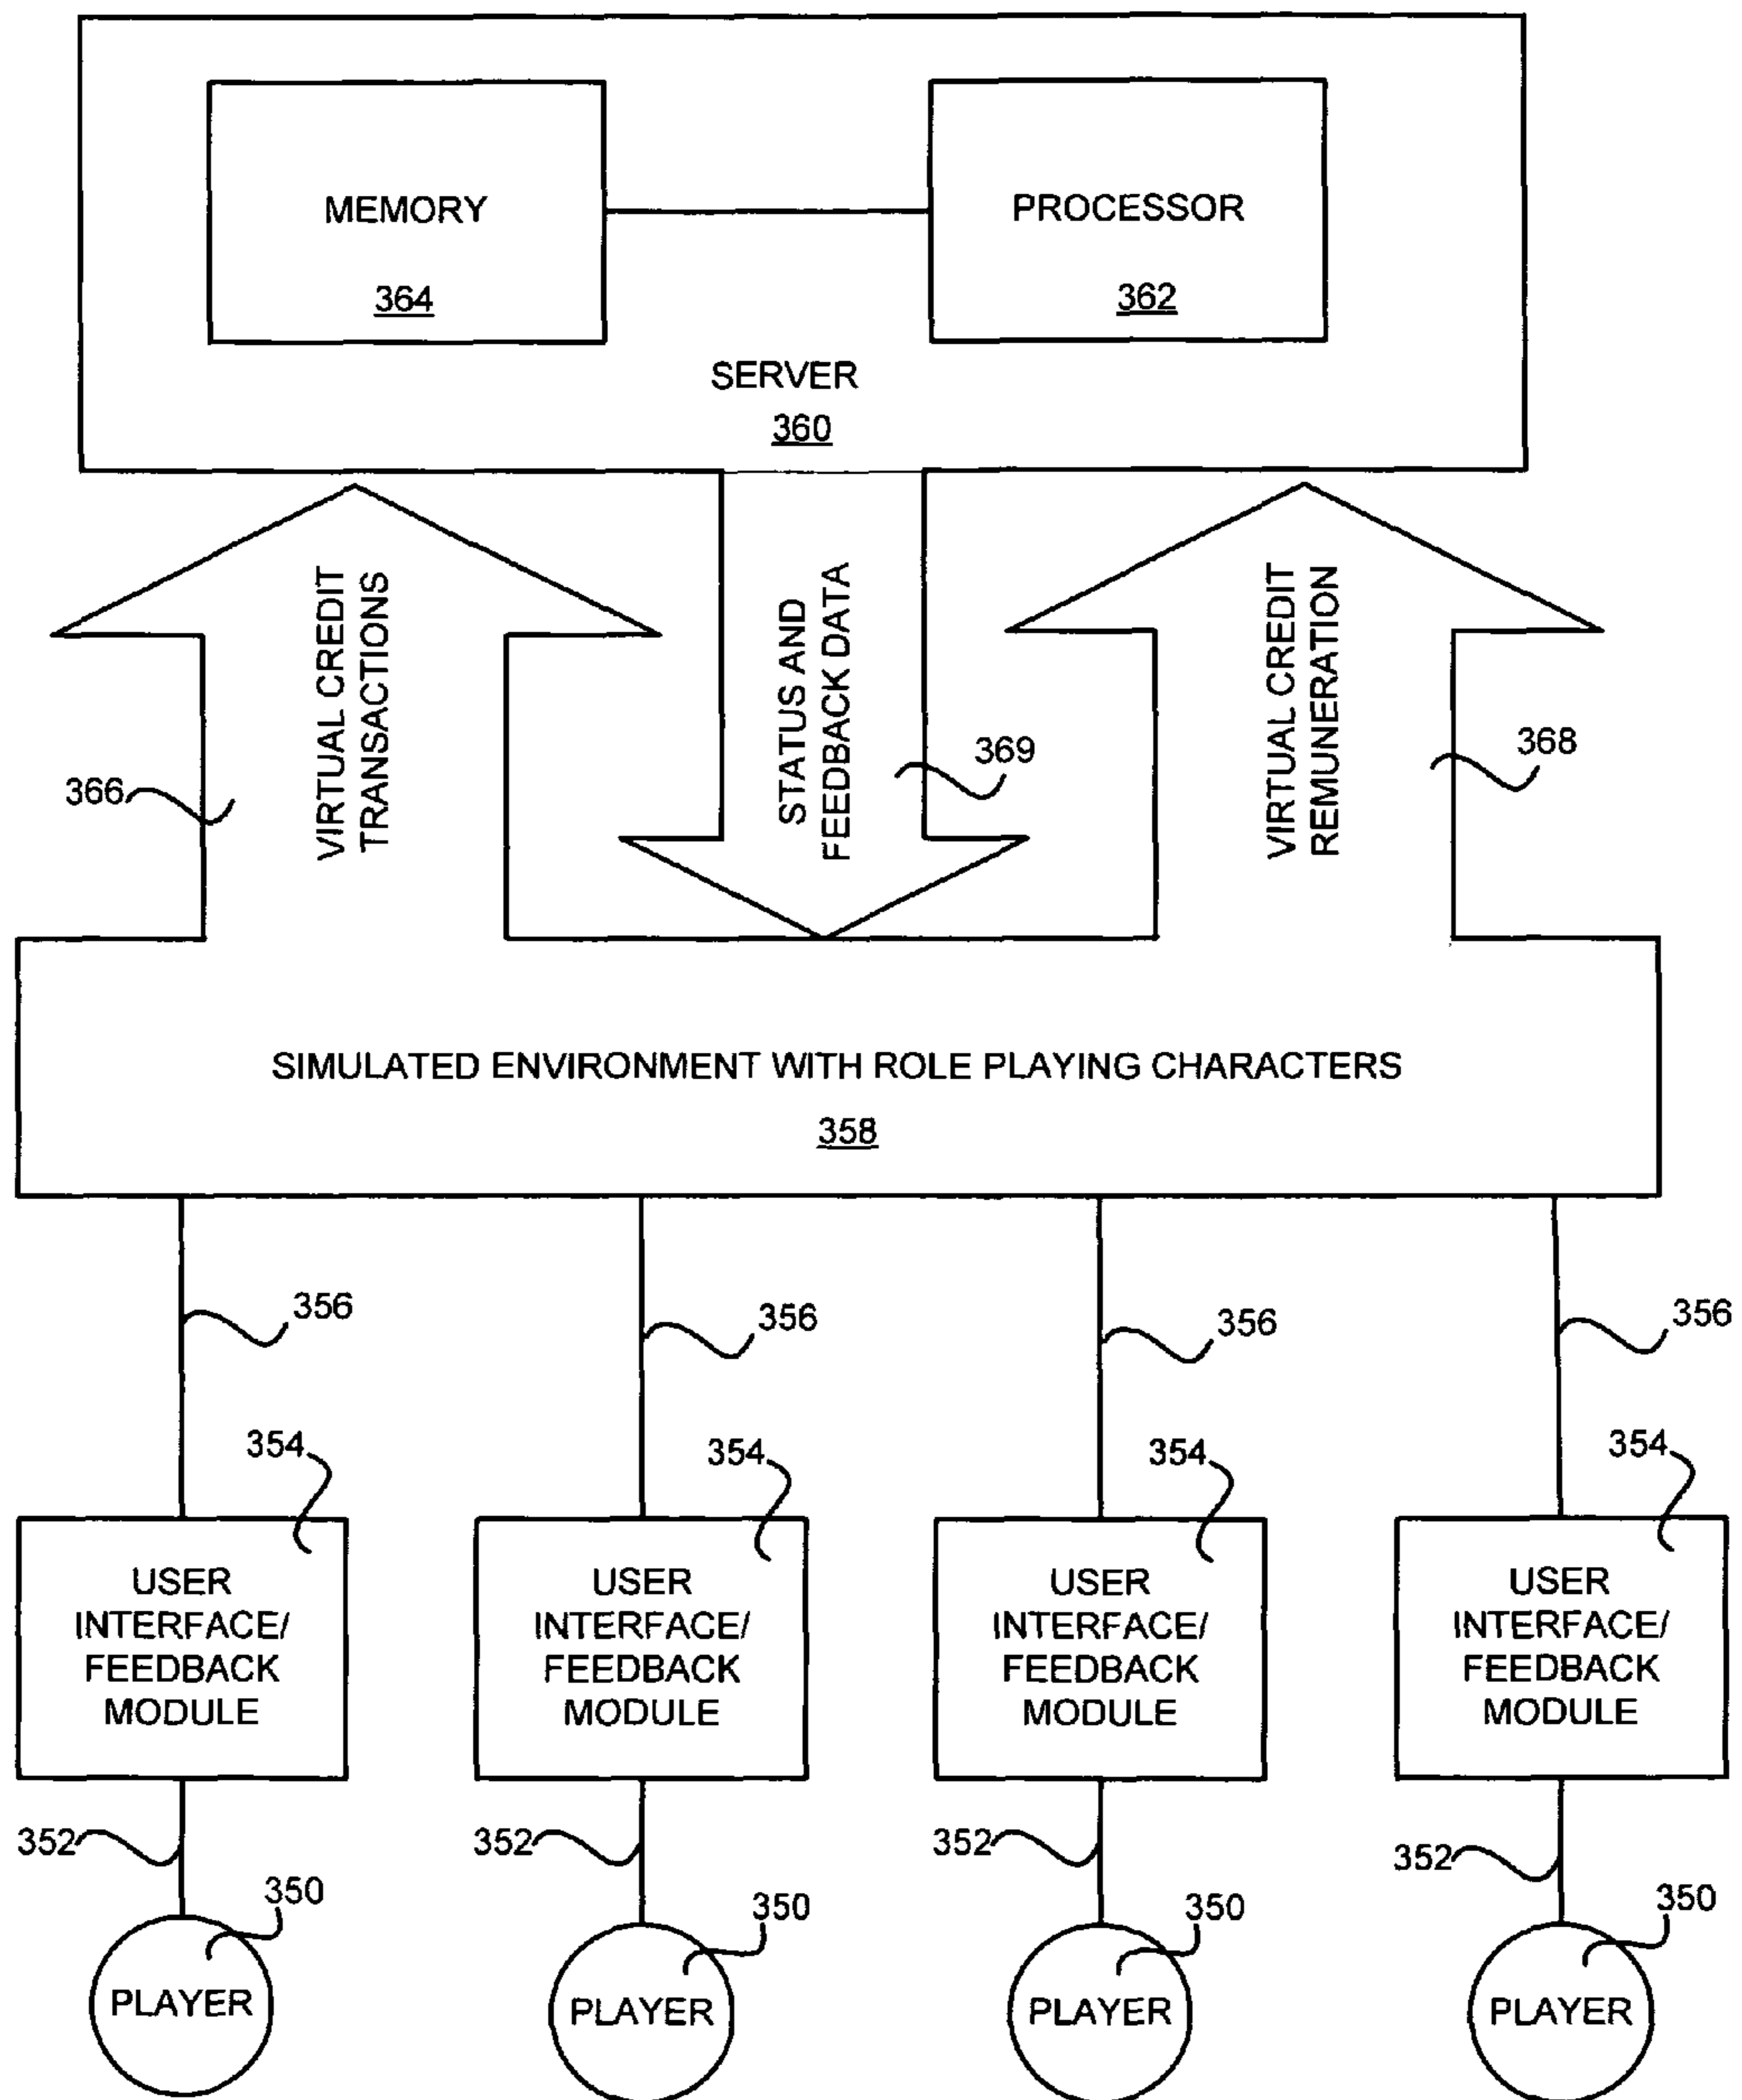 MEMORY
364
PROCESSOR
362
SERVER
360
VIRTUAL CREDIT
TRANSACTIONS
366
STATUS AND
FEEDBACK DATA
369
VIRTUAL CREDIT
REMUNERATION
368
SIMULATED ENVIRONMENT WITH ROLE PLAYING CHARACTERS
358
356
356
356
356
354
354
354
354
USER
INTERFACE/
FEEDBACK
MODULE
USER
INTERFACE/
FEEDBACK
MODULE
USER
INTERFACE/
FEEDBACK
MODULE
USER
INTERFACE/
FEEDBACK
MODULE
352
352
352
352
350
350
350
350
PLAYER
PLAYER
PLAYER
PLAYER